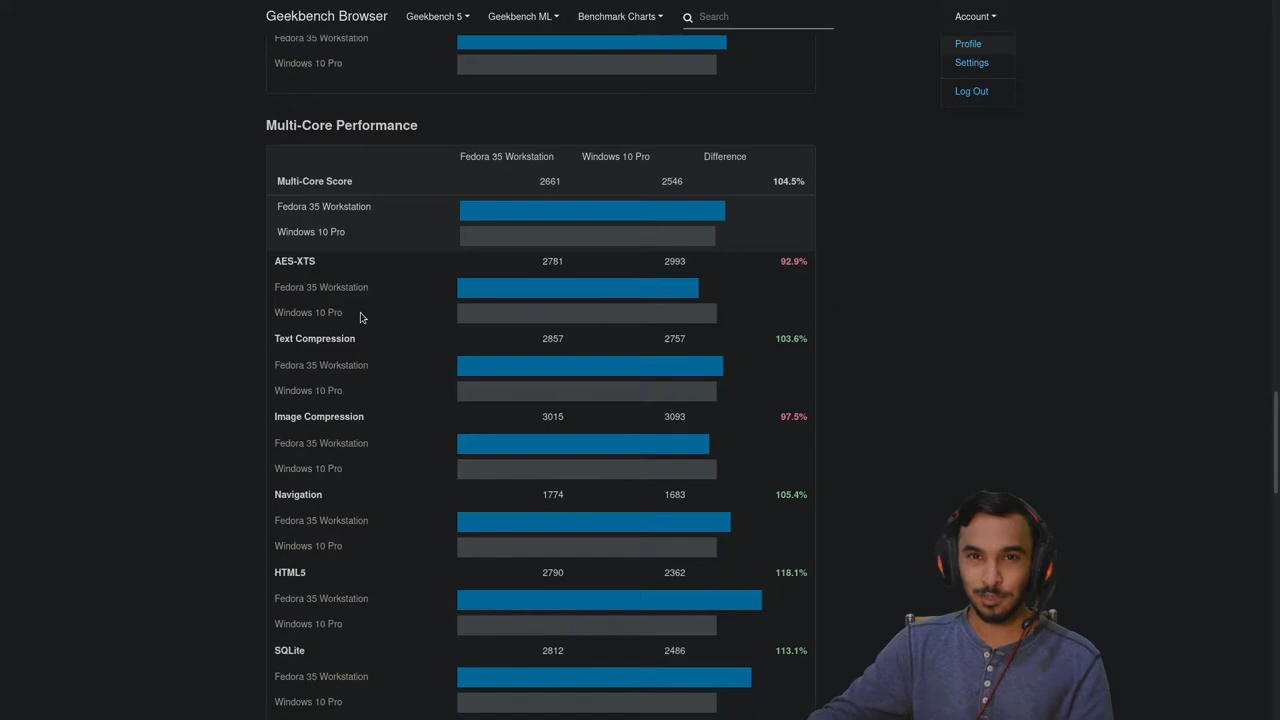 Geekbench Browser Geekbench 5 Geekbench ML Benchmark Charts Search Account
Profile
Settings
Log Out
Fedora 35 Workstation
Windows 10 Pro
Multi-Core Performance
Fedora 35 Workstation Windows 10 Pro Difference
Multi-Core Score 2661 2546 104.5%
Fedora 35 Workstation
Windows 10 Pro
AES-XTS 2781 2993 92.9%
Fedora 35 Workstation
Windows 10 Pro
Text Compression 2857 2757 103.6%
Fedora 35 Workstation
Windows 10 Pro
Image Compression 3015 3093 97.5%
Fedora 35 Workstation
Windows 10 Pro
Navigation 1774 1683 105.4%
Fedora 35 Workstation
Windows 10 Pro
HTML5 2790 2362 118.1%
Fedora 35 Workstation
Windows 10 Pro
SQLite 2812 2486 113.1%
Fedora 35 Workstation
Windows 10 Pro